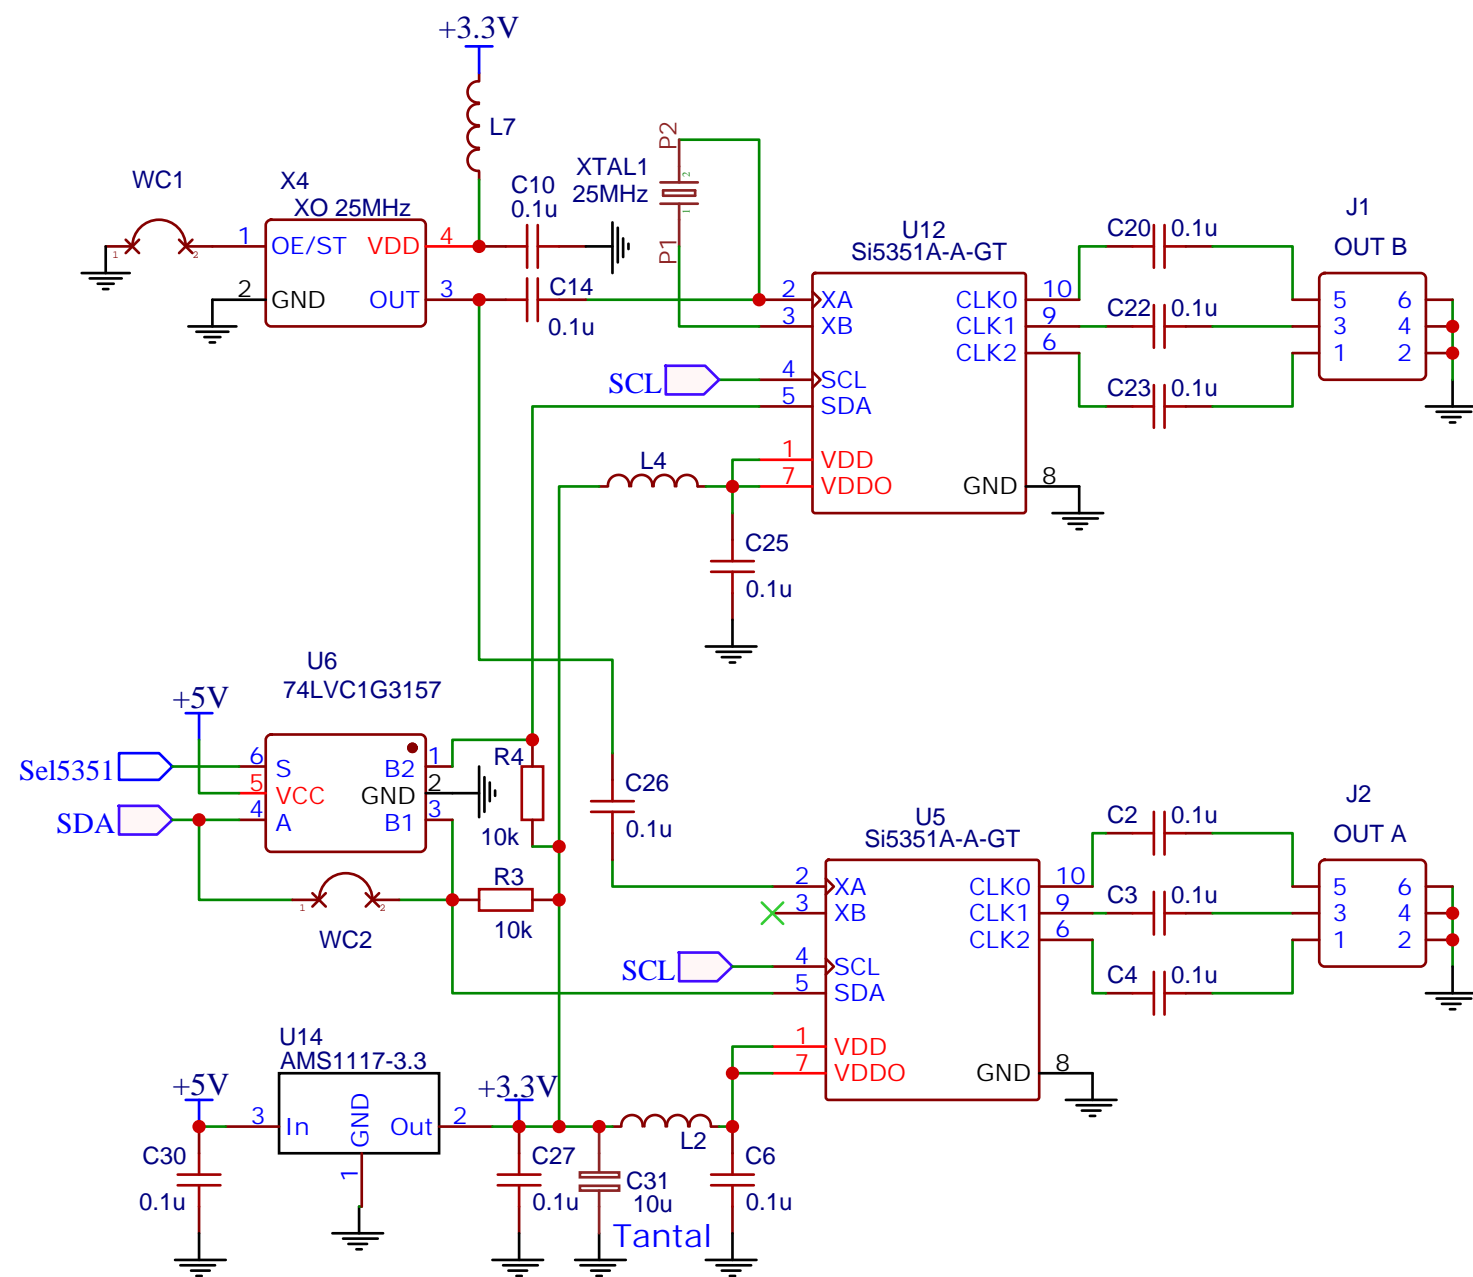 +3.3V
L7
WC1
1
2
X4
XO 25MHz
1
OE/ST
VDD
4
2
GND
OUT
3
C10
0.1u
C14
0.1u
XTAL1
25MHz
P2
2
1
P1
U12
Si5351A-A-GT
2
XA
3
XB
SCL
4
SCL
5
SDA
1
VDD
7
VDDO
CLK0
10
CLK1
9
CLK2
6
GND
8
C20
0.1u
C22
0.1u
C23
0.1u
J1
OUT B
5
6
3
4
1
2
L4
C25
0.1u
U6
74LVC1G3157
+5V
Sel5351
6
S
B2
1
5
VCC
GND
2
SDA
4
A
B1
3
R4
10k
R3
10k
1
2
WC2
C26
0.1u
U5
Si5351A-A-GT
2
XA
3
XB
SCL
4
SCL
5
SDA
1
VDD
7
VDDO
CLK0
10
CLK1
9
CLK2
6
GND
8
C2
0.1u
C3
0.1u
C4
0.1u
J2
OUT A
5
6
3
4
1
2
U14
AMS1117-3.3
+5V
3
In
GND
1
Out
2
+3.3V
C30
0.1u
C27
0.1u
C31
10u
Tantal
L2
C6
0.1u